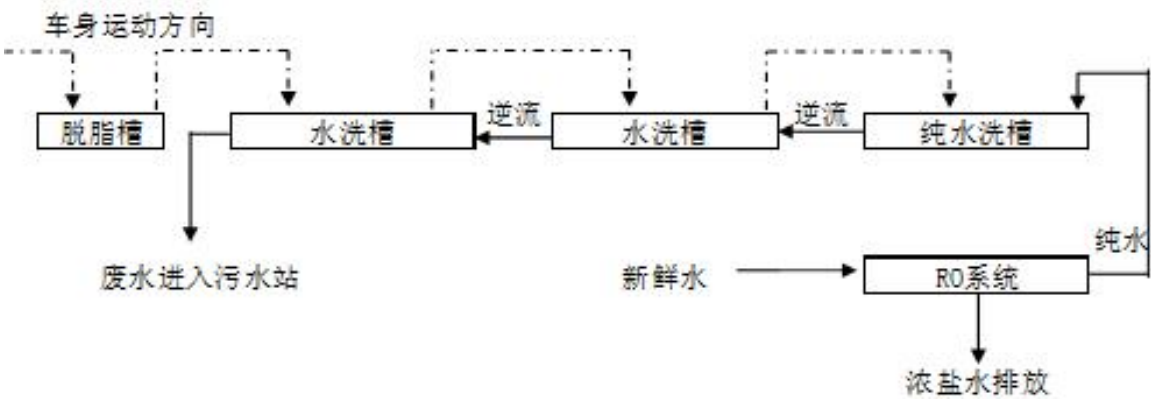 车身运动方向
逆流
逆流
脱脂槽
水洗槽
水洗槽
纯水洗槽
纯水
废水进入污水站
新鲜水
RO系统
浓盐水排放